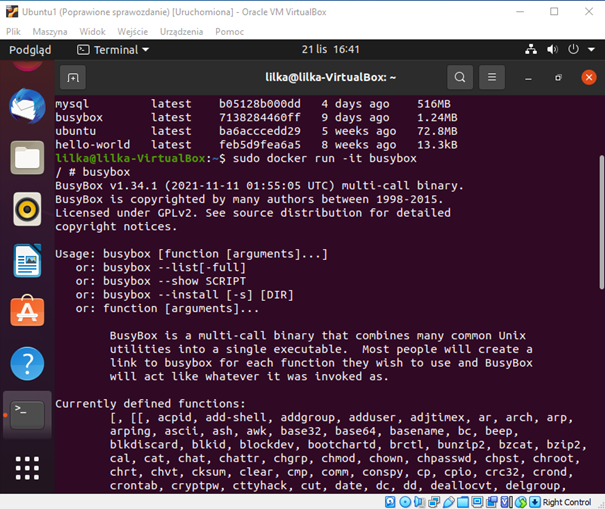 Ubuntu1 (Poprawione sprawozdanie) [Uruchomiona] - Oracle VM VirtualBox
Plik Maszyna Widok Wejście Urządzenia Pomoc
Podgląd Terminal 21 lis 16:41
lilka@lilka-VirtualBox: ~
mysql latest b05128b000dd 4 days ago 516MB
busybox latest 7138284460ff 9 days ago 1.24MB
ubuntu latest ba6acccedd29 5 weeks ago 72.8MB
hello-world latest feb5d9fea6a5 8 weeks ago 13.3kB
lilka@lilka-VirtualBox:~$ sudo docker run -it busybox
/ # busybox
BusyBox v1.34.1 (2021-11-11 01:55:05 UTC) multi-call binary.
BusyBox is copyrighted by many authors between 1998-2015.
Licensed under GPLv2. See source distribution for detailed
copyright notices.
Usage: busybox [function [arguments]...]
or: busybox --list[-full]
or: busybox --show SCRIPT
or: busybox --install [-s] [DIR]
or: function [arguments]...
BusyBox is a multi-call binary that combines many common Unix
utilities into a single executable. Most people will create a
link to busybox for each function they wish to use and BusyBox
will act like whatever it was invoked as.
Currently defined functions:
[, [[, acpid, add-shell, addgroup, adduser, adjtimex, ar, arch, arp,
arping, ascii, ash, awk, base32, base64, basename, bc, beep,
blkdiscard, blkid, blockdev, bootchartd, brctl, bunzip2, bzcat, bzip2,
cal, cat, chat, chattr, chgrp, chmod, chown, chpasswd, chpst, chroot,
chrt, chvt, cksum, clear, cmp, comm, conspy, cp, cpio, crc32, crond,
crontab, cryptpw, cttyhack, cut, date, dc, dd, deallocvt, delgroup,
Right Control